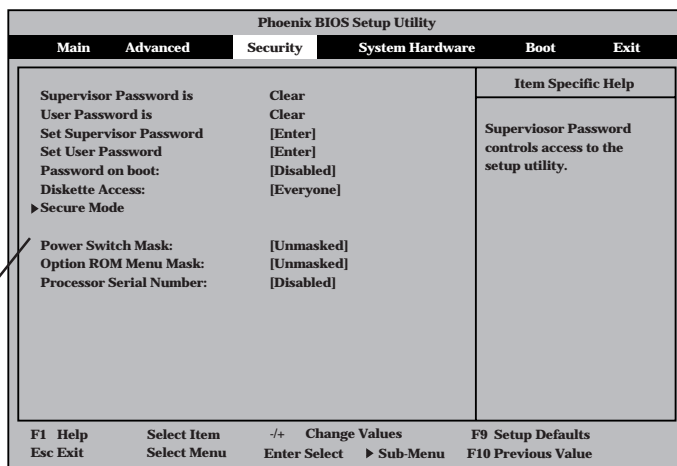 Phoenix BIOS Setup Utility
Main Advanced Security System Hardware Boot Exit
Supervisor Password is Clear
User Password is Clear
Set Supervisor Password [Enter]
Set User Password [Enter]
Password on boot: [Disabled]
Diskette Access: [Everyone]
▶Secure Mode
Power Switch Mask: [Unmasked]
Option ROM Menu Mask: [Unmasked]
Processor Serial Number: [Disabled]
Item Specific Help
Superviosor Password
controls access to the
setup utility.
F1 Help Select Item -/+ Change Values F9 Setup Defaults
Esc Exit Select Menu Enter Select ▶ Sub-Menu F10 Previous Value